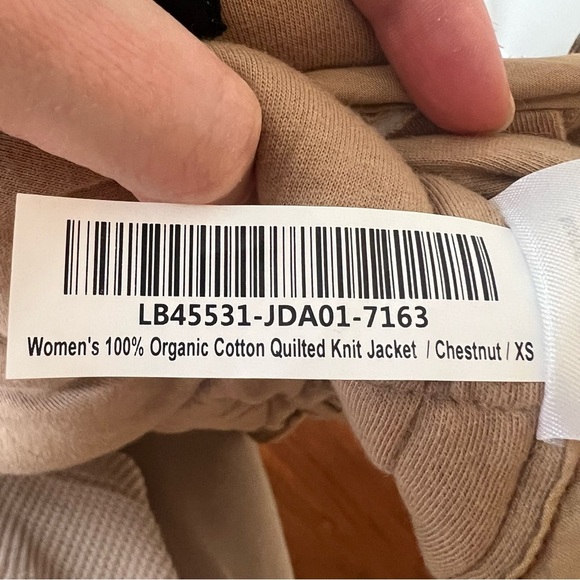 LB45531-JDA01-7163
Women's 100% Organic Cotton Quilted Knit Jacket / Chestnut / XS